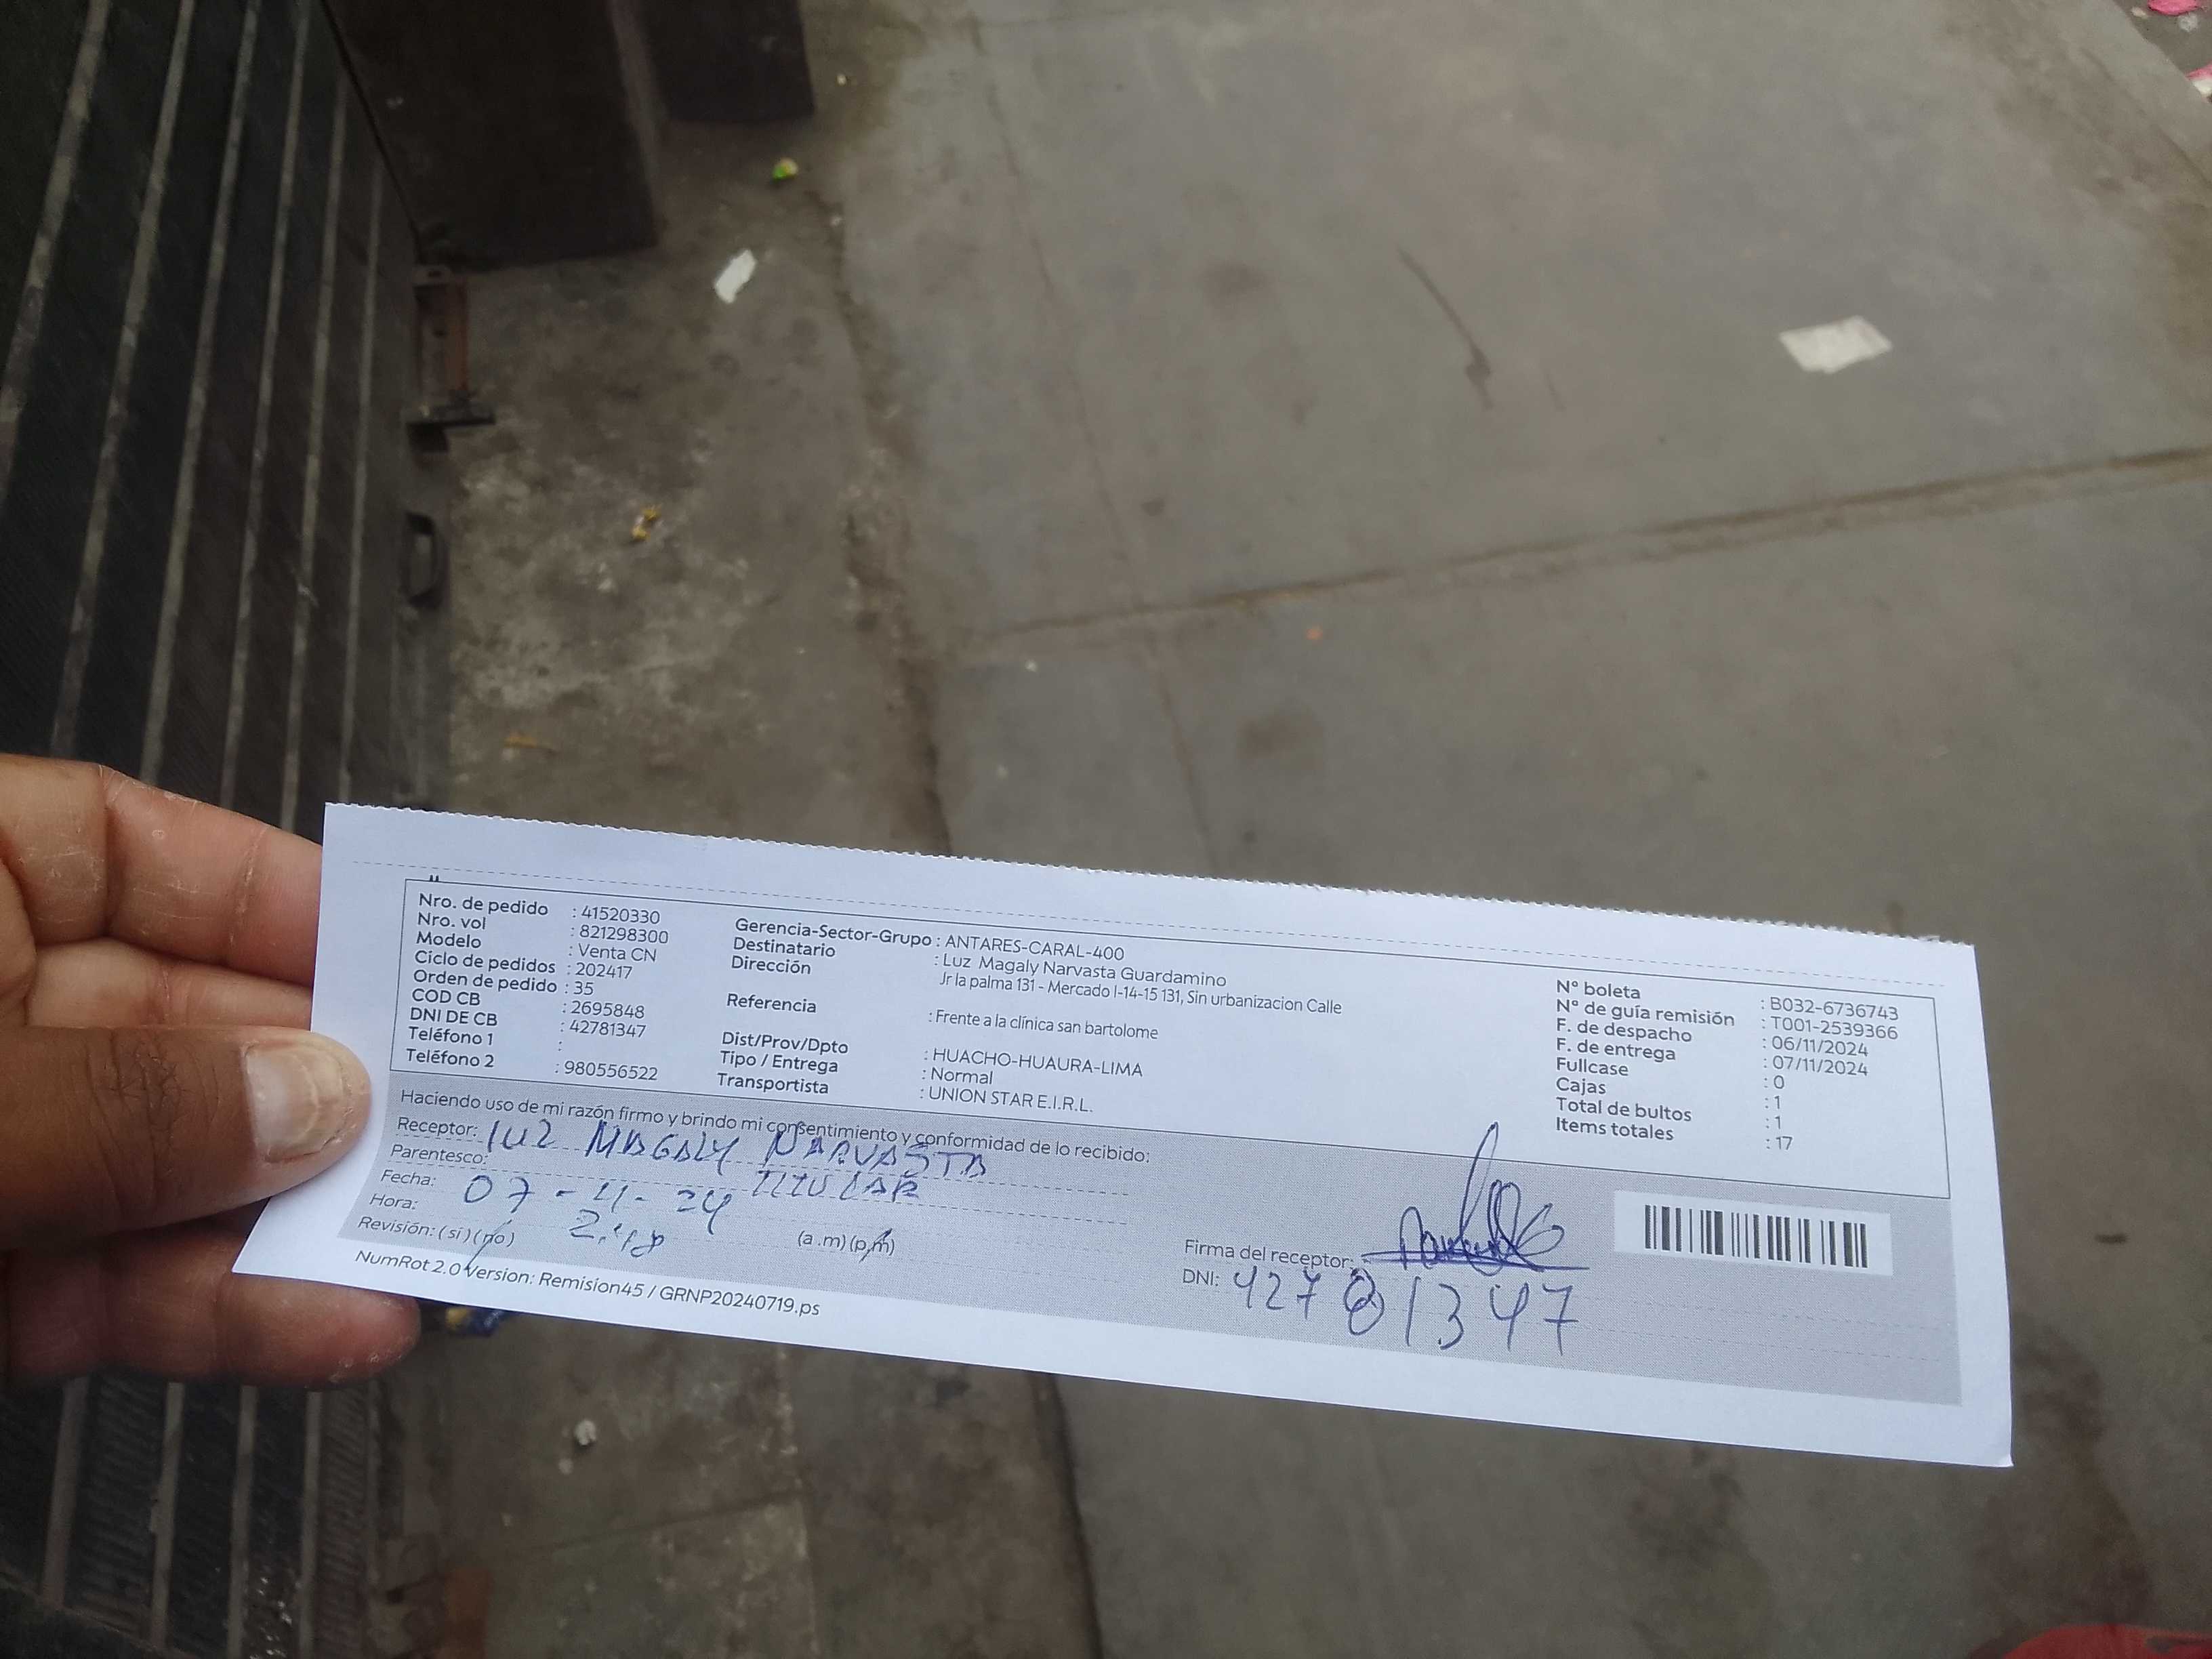 Nro. de pedido : 41520330
Nro. vol : 821298300
Modelo : Venta CN
Ciclo de pedidos : 202417
Orden de pedido : 35
COD CB : 2695848
DNI DE CB : 42781347
Teléfono 1 :
Teléfono 2 : 980556522
Gerencia-Sector-Grupo : ANTARES-CARAL-400
Destinatario : Luz Magaly Narvasta Guardamino
Dirección Jr la palma 131 - Mercado I-14-15 131, Sin urbanizacion Calle
Referencia : Frente a la clínica san bartolome
Dist/Prov/Dpto : HUACHO-HUAURA-LIMA
Tipo / Entrega : Normal
Transportista : UNION STAR E.I.R.L.
N° boleta : B032-6736743
N° de guía remisión : T001-2539366
F. de despacho : 06/11/2024
F. de entrega : 07/11/2024
Fullcase : 0
Cajas : 1
Total de bultos : 1
Items totales : 17
Haciendo uso de mi razón firmo y brindo mi consentimiento y conformidad de lo recibido:
Receptor: LUZ MAGALY NARVASTA
Parentesco: TITULAR
Fecha: 07-11-24
Hora: 2:48 (a .m) (p.m)
Revisión: ( si ) ( no )
Firma del receptor:
DNI: 42781347
NumRot 2.0 Version: Remision45 / GRNP20240719.ps